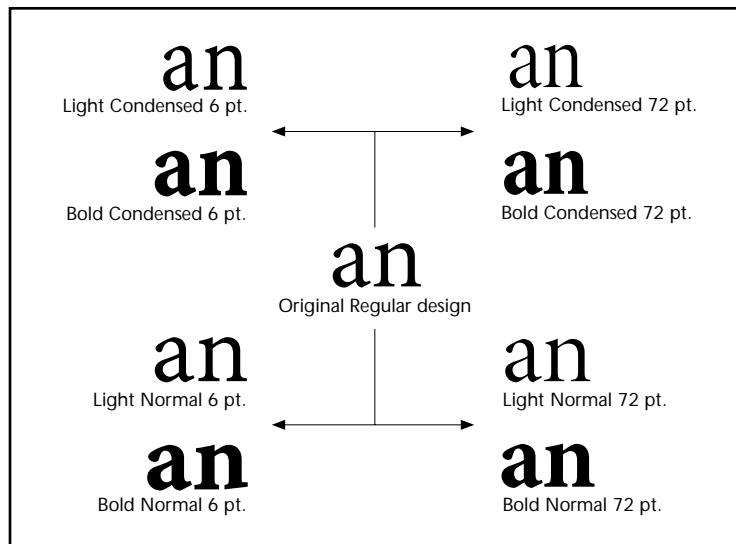 an
Light Condensed 6 pt.
an
Light Condensed 72 pt.
an
Bold Condensed 6 pt.
an
Bold Condensed 72 pt.
an
Original Regular design
an
Light Normal 6 pt.
an
Light Normal 72 pt.
an
Bold Normal 6 pt.
an
Bold Normal 72 pt.